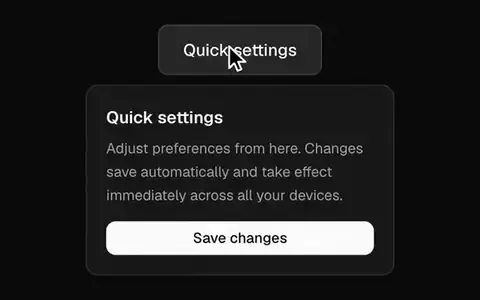 Quick settings
Quick settings
Adjust preferences from here. Changes
save automatically and take effect
immediately across all your devices.
Save changes